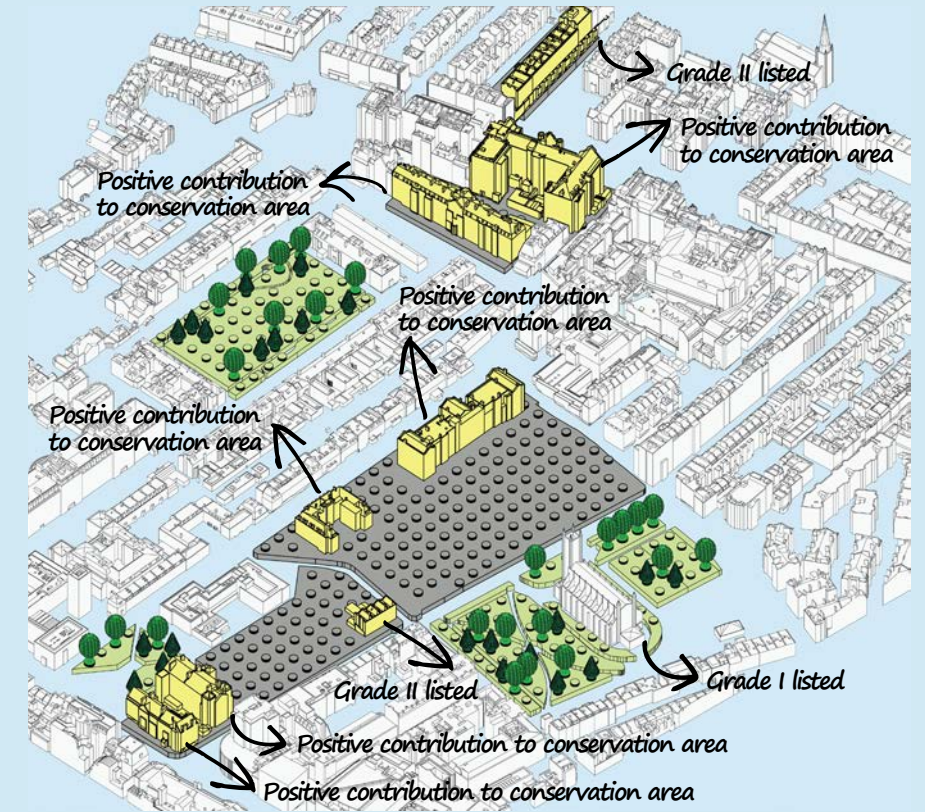 Grade II listed
Positive contribution
to conservation area
Positive contribution
to conservation area
Positive contribution
to conservation area
Positive contribution
to conservation area
Grade II listed
Grade I listed
Positive contribution to conservation area
Positive contribution to conservation area